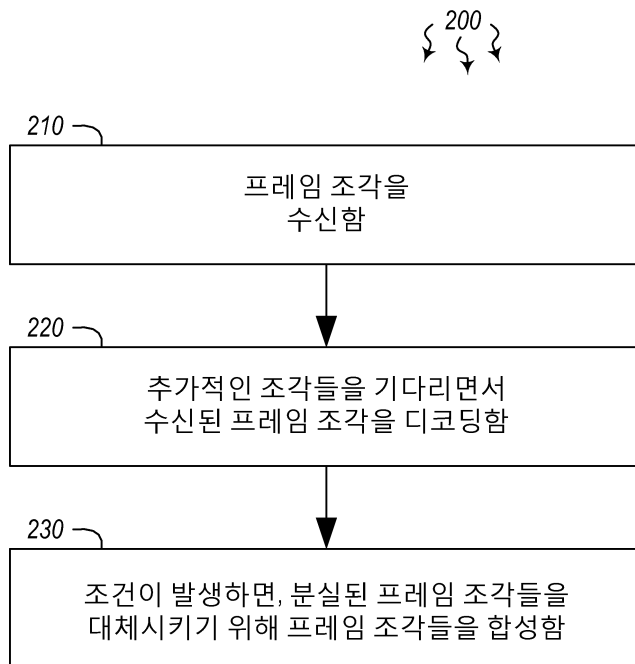 200
210
프레임 조각을
수신함
220
추가적인 조각들을 기다리면서
수신된 프레임 조각을 디코딩함
230
조건이 발생하면, 분실된 프레임 조각들을
대체시키기 위해 프레임 조각들을 합성함